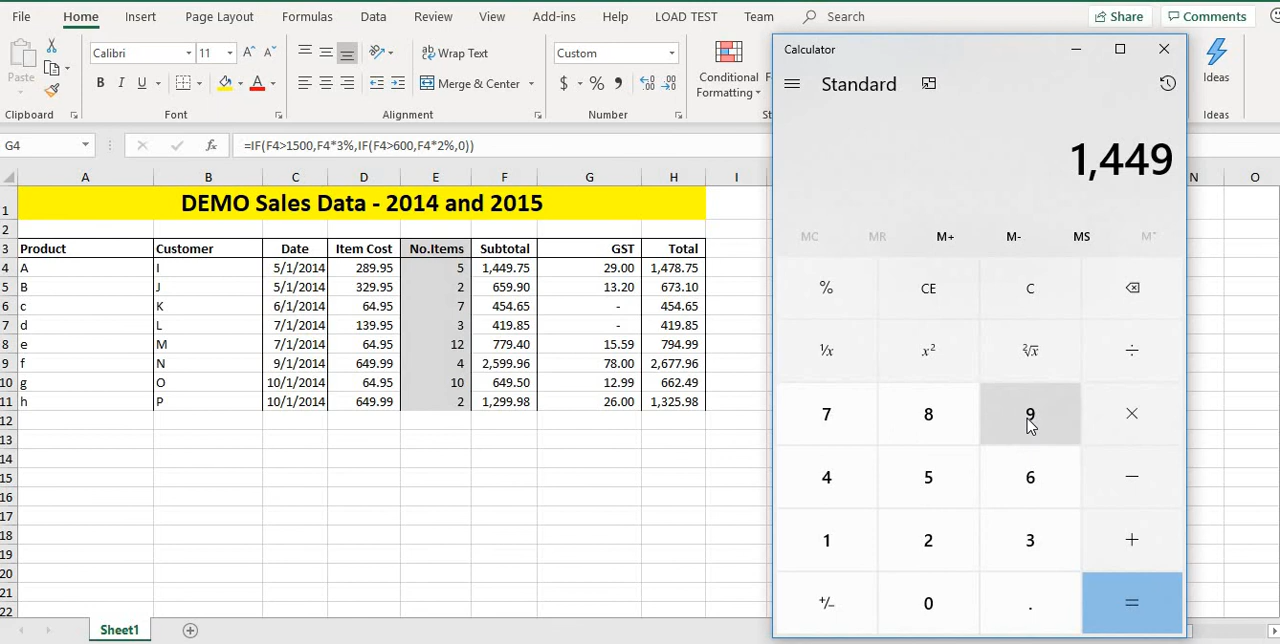 File Home Insert Page Layout Formulas Data Review View Add-ins Help LOAD TEST Team Search Share Comments
Paste Calibri 11 A A Wrap Text Custom Conditional F Ideas
B I U A Merge & Center $ % Formatting
Clipboard Font Alignment Number St Ideas
G4 fx =IF(F4>1500,F4*3%,IF(F4>600,F4*2%,0))
A B C D E F G H I N O
1 DEMO Sales Data - 2014 and 2015
2
3 Product Customer Date Item Cost No.Items Subtotal GST Total
4 A I 5/1/2014 289.95 5 1,449.75 29.00 1,478.75
5 B J 5/1/2014 329.95 2 659.90 13.20 673.10
6 c K 6/1/2014 64.95 7 454.65 - 454.65
7 d L 7/1/2014 139.95 3 419.85 - 419.85
8 e M 7/1/2014 64.95 12 779.40 15.59 794.99
9 f N 9/1/2014 649.99 4 2,599.96 78.00 2,677.96
10 g O 10/1/2014 64.95 10 649.50 12.99 662.49
11 h P 10/1/2014 649.99 2 1,299.98 26.00 1,325.98
12
13
14
15
16
17
18
19
20
21
22
Sheet1
Calculator
Standard
1,449
MC MR M+ M- MS M˅
% CE C
¹/x x² ²√x ÷
7 8 9 ×
4 5 6 −
1 2 3 +
+/- 0 . =